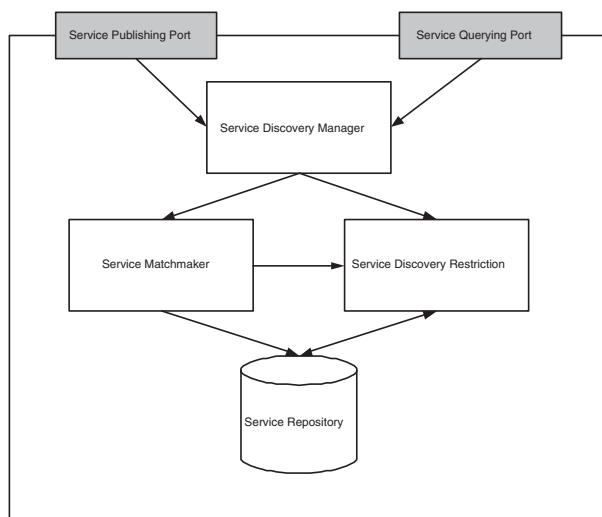 Service Publishing Port
Service Querying Port
Service Discovery Manager
Service Matchmaker
Service Discovery Restriction
Service Repository